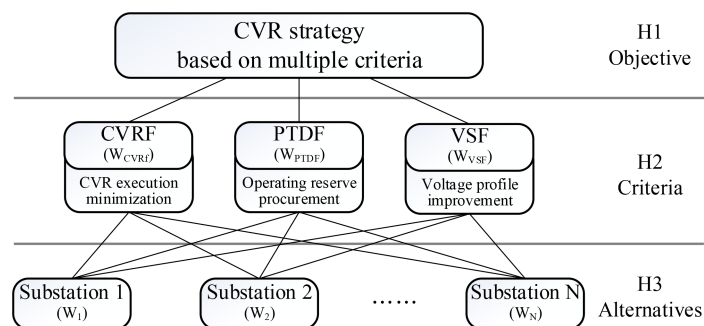 CVR strategy
based on multiple criteria
H1
Objective
CVRF
(W_CVRf)
CVR execution
minimization
PTDF
(W_PTDF)
Operating reserve
procurement
VSF
(W_VSF)
Voltage profile
improvement
H2
Criteria
Substation 1
(W_1)
Substation 2
(W_2)
……
Substation N
(W_N)
H3
Alternatives